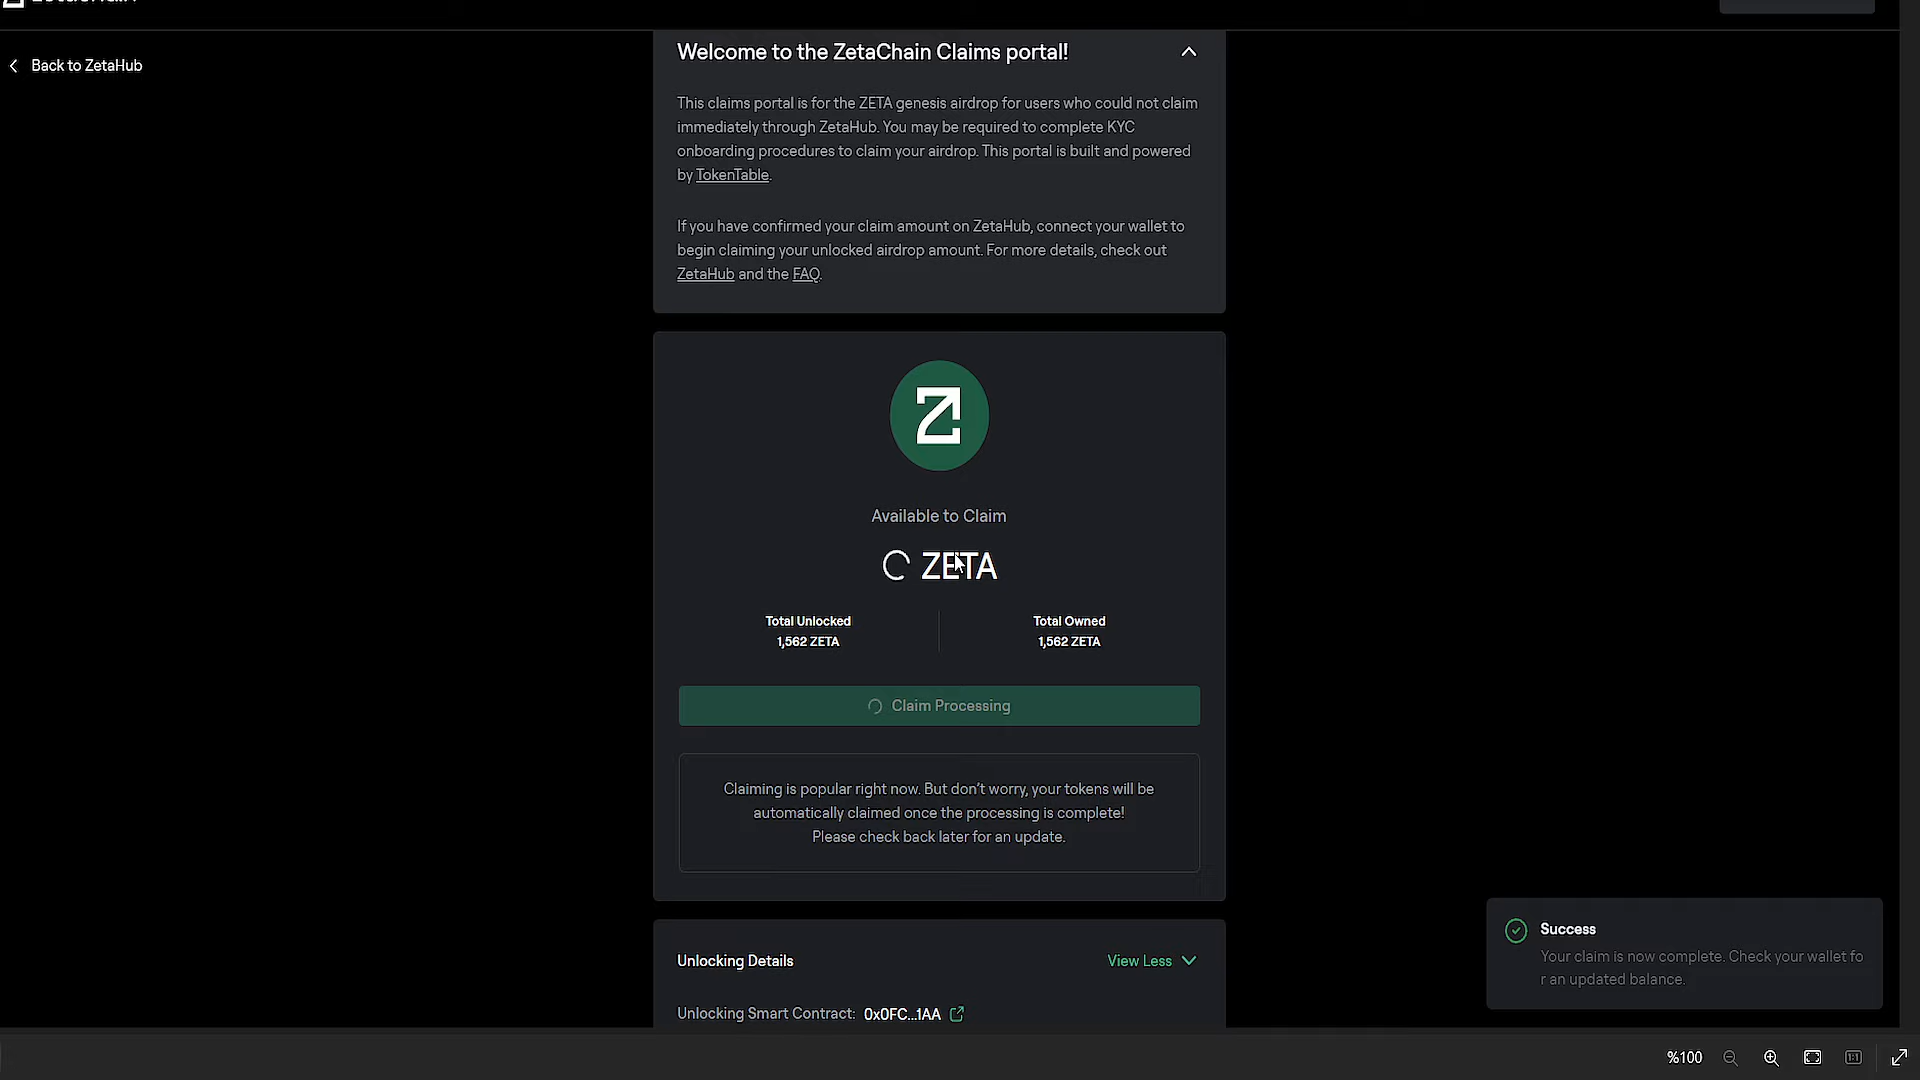 Back to ZetaHub
Welcome to the ZetaChain Claims portal!
This claims portal is for the ZETA genesis airdrop for users who could not claim
immediately through ZetaHub. You may be required to complete KYC
onboarding procedures to claim your airdrop. This portal is built and powered
by TokenTable.
If you have confirmed your claim amount on ZetaHub, connect your wallet to
begin claiming your unlocked airdrop amount. For more details, check out
ZetaHub and the FAQ.
Available to Claim
ZETA
Total Unlocked
1,562 ZETA
Total Owned
1,562 ZETA
Claim Processing
Claiming is popular right now. But don't worry, your tokens will be
automatically claimed once the processing is complete!
Please check back later for an update.
Unlocking Details
View Less
Unlocking Smart Contract: 0x0FC...1AA
Success
Your claim is now complete. Check your wallet fo
r an updated balance.
%100
1:1